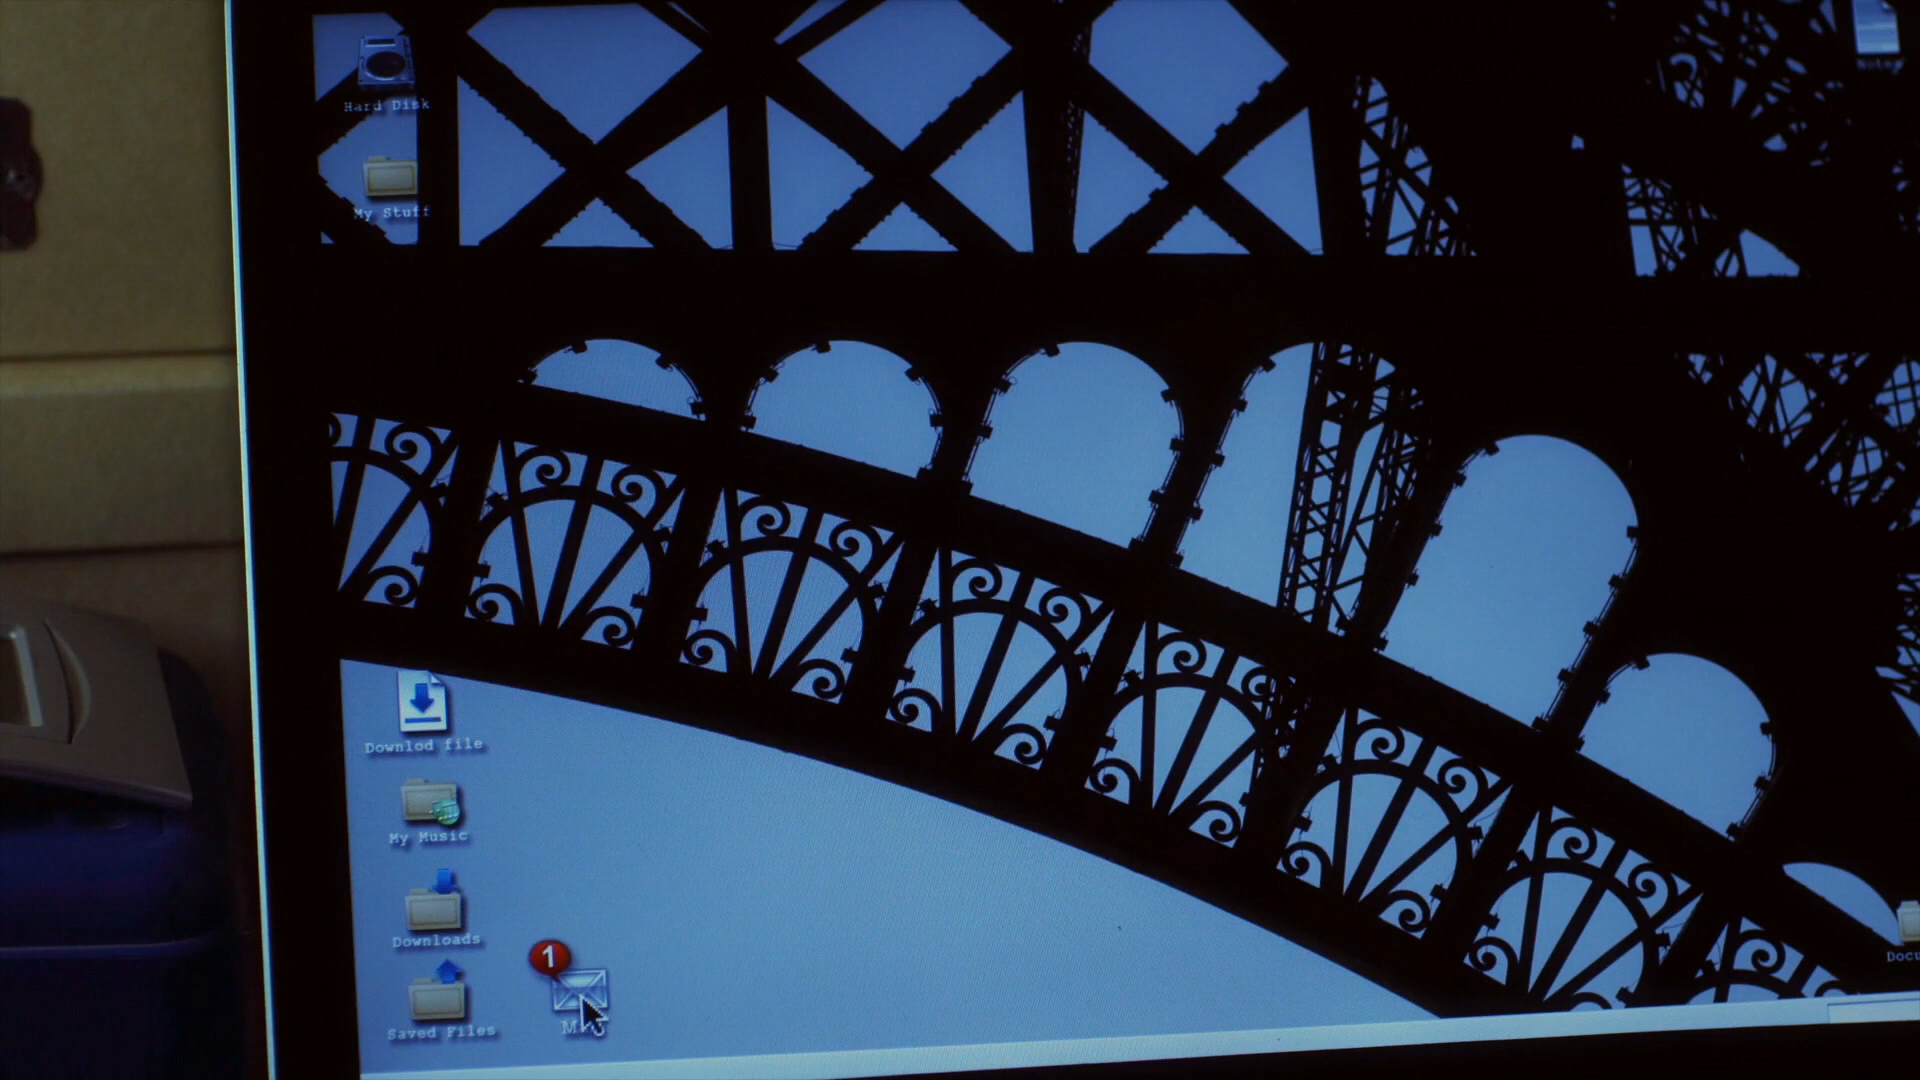 Hard Disk
My Stuff
Downlod file
My Music
Downloads
Saved Files
1